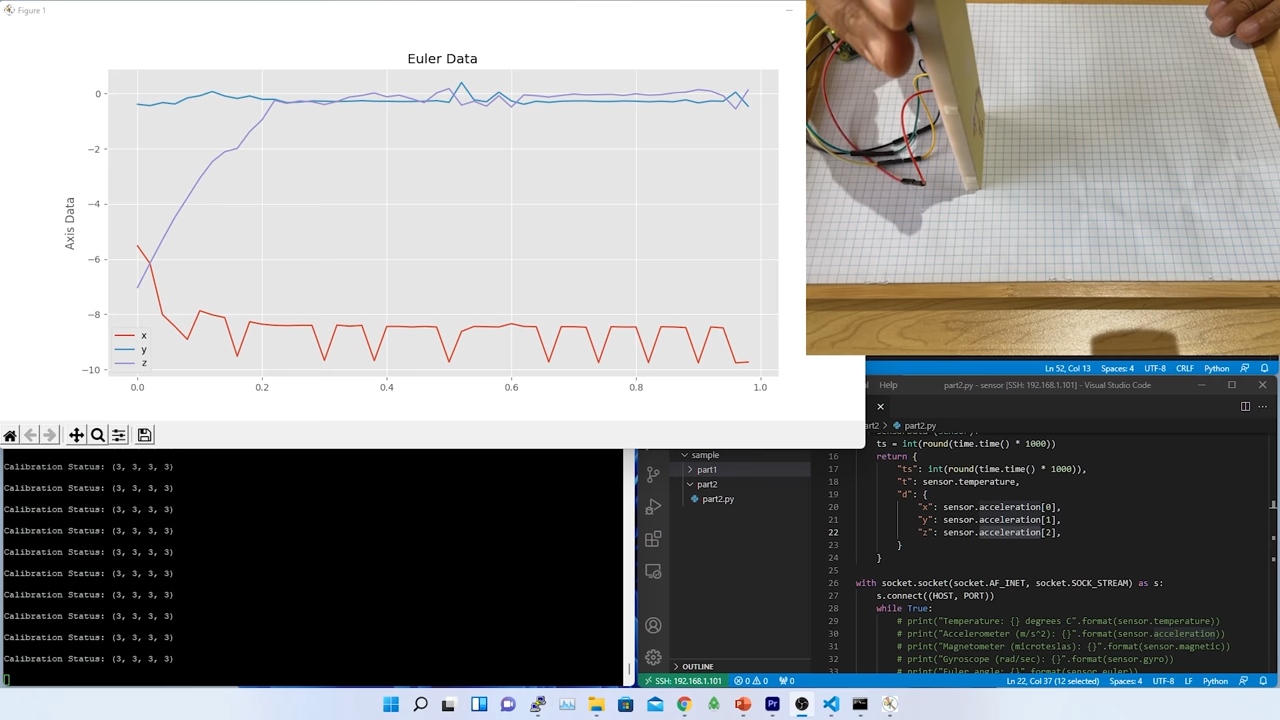 Figure 1
Euler Data
Axis Data
0
−2
−4
−6
−8
−10
x
y
z
0.0 0.2 0.4 0.6 0.8 1.0
Calibration Status: (3, 3, 3, 3)
Calibration Status: (3, 3, 3, 3)
Calibration Status: (3, 3, 3, 3)
Calibration Status: (3, 3, 3, 3)
Calibration Status: (3, 3, 3, 3)
Calibration Status: (3, 3, 3, 3)
Calibration Status: (3, 3, 3, 3)
Calibration Status: (3, 3, 3, 3)
Calibration Status: (3, 3, 3, 3)
Calibration Status: (3, 3, 3, 3)
Ln 52, Col 13 Spaces: 4 UTF-8 CRLF Python
Help part2.py - sensor [SSH: 192.168.1.101] - Visual Studio Code
part2.py
sample
part1
part2
part2.py
OUTLINE
16 ts = int(round(time.time() * 1000))
17 return {
18 "ts": int(round(time.time() * 1000)),
18 "t": sensor.temperature,
19 "d": {
20 "x": sensor.acceleration[0],
21 "y": sensor.acceleration[1],
22 "z": sensor.acceleration[2],
23 }
24 }
25
26 with socket.socket(socket.AF_INET, socket.SOCK_STREAM) as s:
27 s.connect((HOST, PORT))
28 while True:
29 # print("Temperature: {} degrees C".format(sensor.temperature))
30 # print("Accelerometer (m/s^2): {}".format(sensor.acceleration))
31 # print("Magnetometer (microteslas): {}".format(sensor.magnetic))
32 # print("Gyroscope (rad/sec): {}".format(sensor.gyro))
33 # print("Euler angle: {}".format(sensor.euler))
SSH: 192.168.1.101 0 0 0 Ln 22, Col 37 (12 selected) Spaces: 4 UTF-8 LF Python